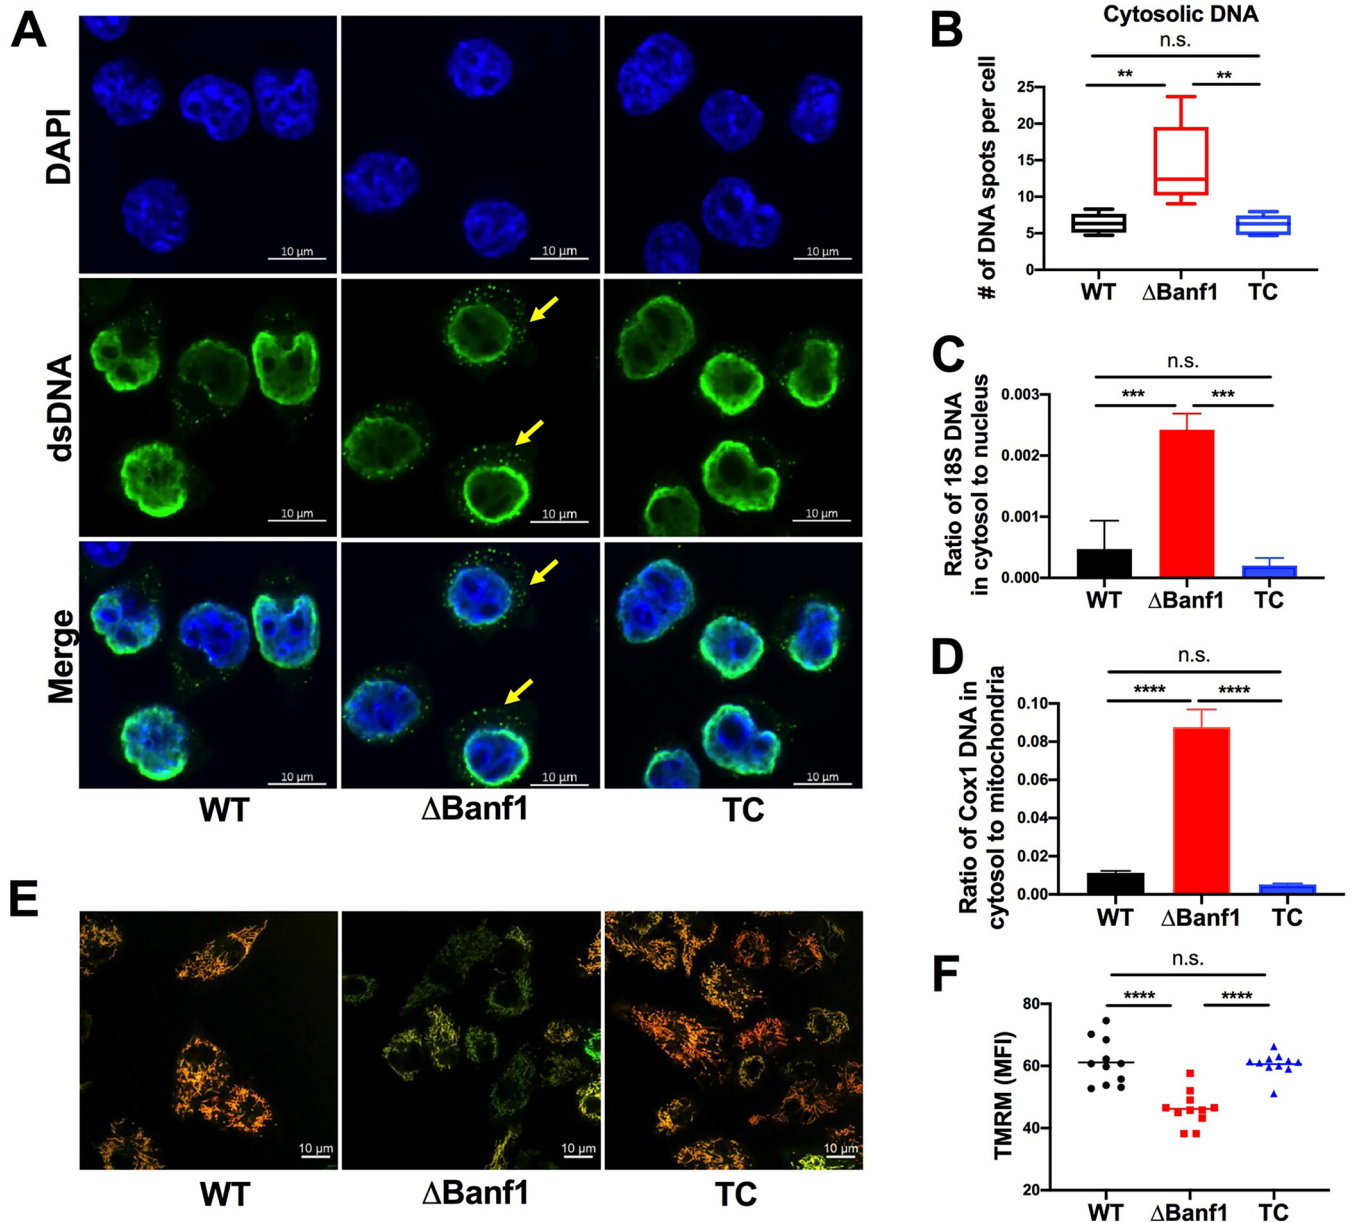 A
DAPI
10 µm
10 µm
10 µm
dsDNA
10 µm
10 µm
10 µm
Merge
10 µm
10 µm
10 µm
WT
ΔBanf1
TC
B
Cytosolic DNA
n.s.
**
**
# of DNA spots per cell
25
20
15
10
5
0
WT
ΔBanf1
TC
C
n.s.
***
***
Ratio of 18S DNA
in cytosol to nucleus
0.003
0.002
0.001
0.000
WT
ΔBanf1
TC
D
n.s.
****
****
Ratio of Cox1 DNA in
cytosol to mitochondria
0.10
0.08
0.06
0.04
0.02
0.00
WT
ΔBanf1
TC
E
10 µm
10 µm
10 µm
WT
ΔBanf1
TC
F
n.s.
****
****
TMRM (MFI)
80
60
40
20
WT
ΔBanf1
TC